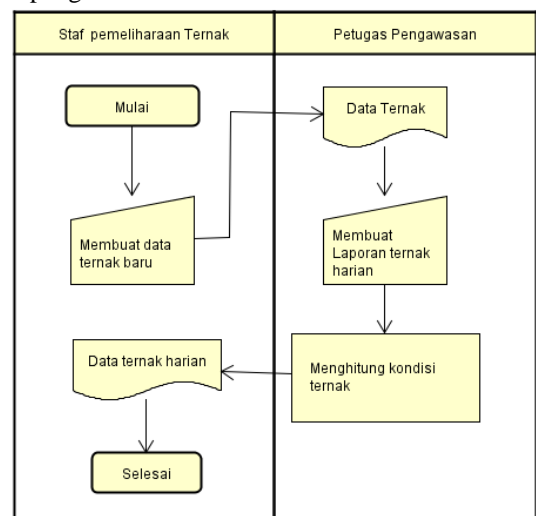 Staf pemeliharaan Ternak
Petugas Pengawasan
Mulai
Data Ternak
Membuat data
ternak baru
Membuat
Laporan ternak
harian
Data ternak harian
Menghitung kondisi
ternak
Selesai